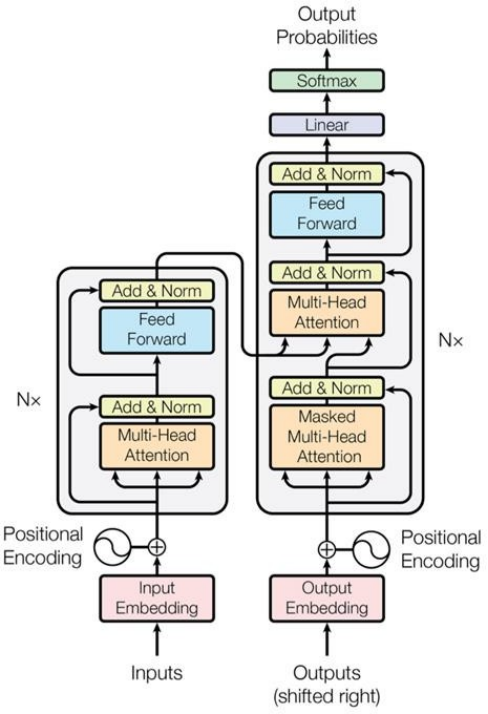 Output
Probabilities
Softmax
Linear
Add & Norm
Feed
Forward
Add & Norm
Multi-Head
Attention
Add & Norm
Masked
Multi-Head
Attention
N×
Positional
Encoding
Output
Embedding
Outputs
(shifted right)
Add & Norm
Feed
Forward
Add & Norm
Multi-Head
Attention
N×
Positional
Encoding
Input
Embedding
Inputs